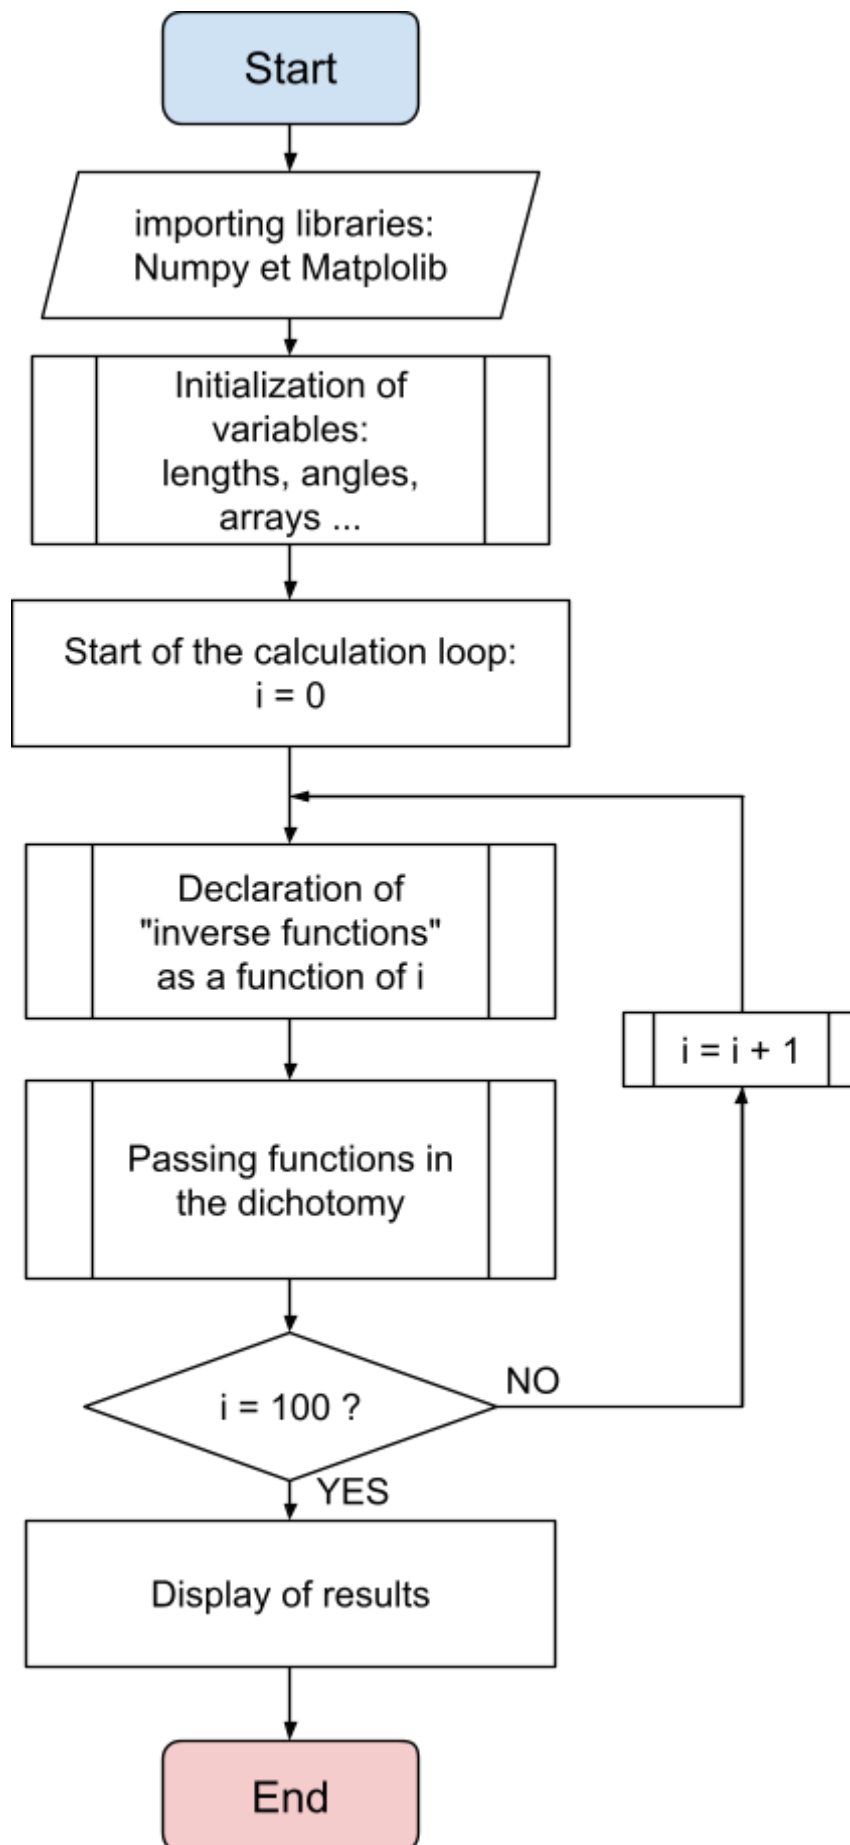 Start
importing libraries:
Numpy et Matplolib
Initialization of
variables:
lengths, angles,
arrays ...
Start of the calculation loop:
i = 0
Declaration of
"inverse functions"
as a function of i
i = i + 1
Passing functions in
the dichotomy
i = 100 ?
NO
YES
Display of results
End